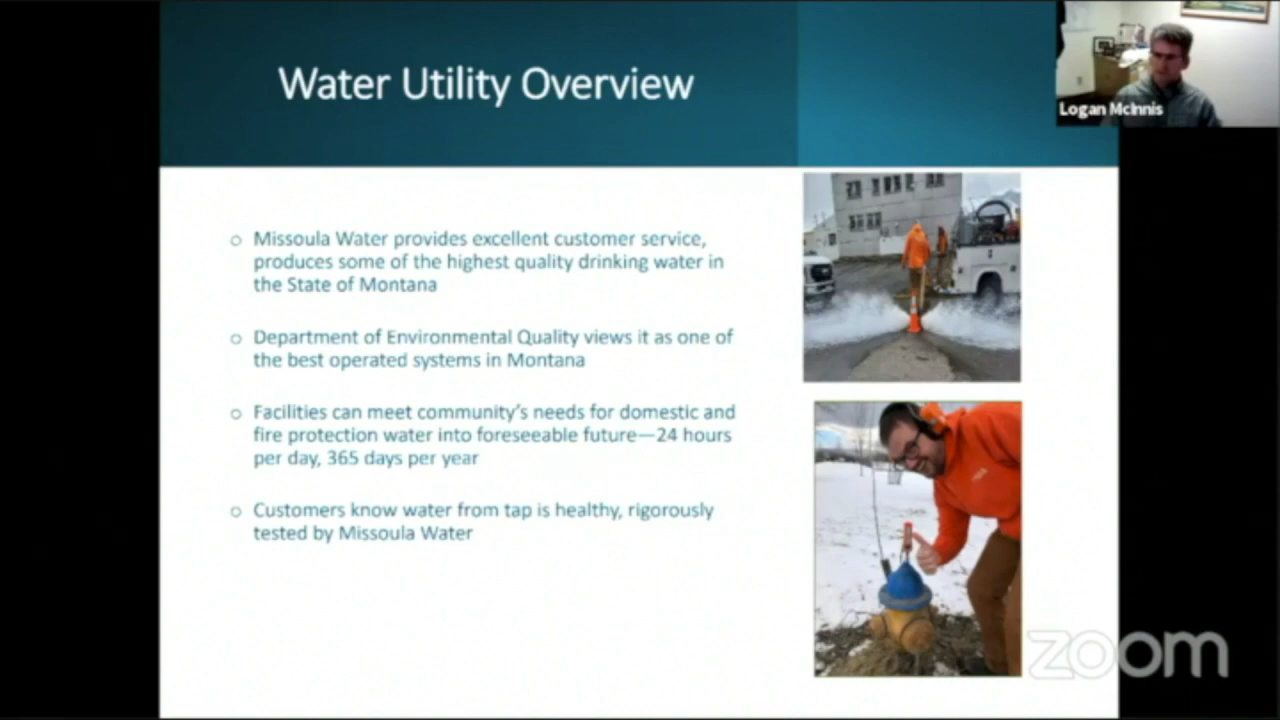 Water Utility Overview
Logan McInnis
Missoula Water provides excellent customer service,
produces some of the highest quality drinking water in
the State of Montana
Department of Environmental Quality views it as one of
the best operated systems in Montana
Facilities can meet community's needs for domestic and
fire protection water into foreseeable future—24 hours
per day, 365 days per year
Customers know water from tap is healthy, rigorously
tested by Missoula Water
zoom